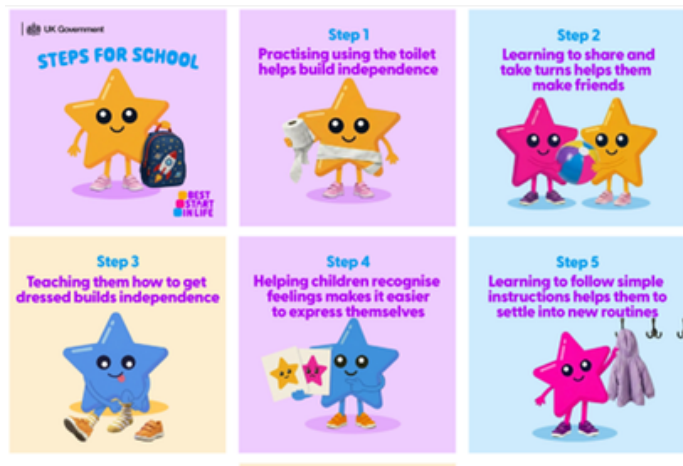 UK Government
STEPS FOR SCHOOL
BEST
START
IN LIFE
Step 1
Practising using the toilet
helps build independence
Step 2
Learning to share and
take turns helps them
make friends
Step 3
Teaching them how to get
dressed builds independence
Step 4
Helping children recognise
feelings makes it easier
to express themselves
Step 5
Learning to follow simple
instructions helps them to
settle into new routines